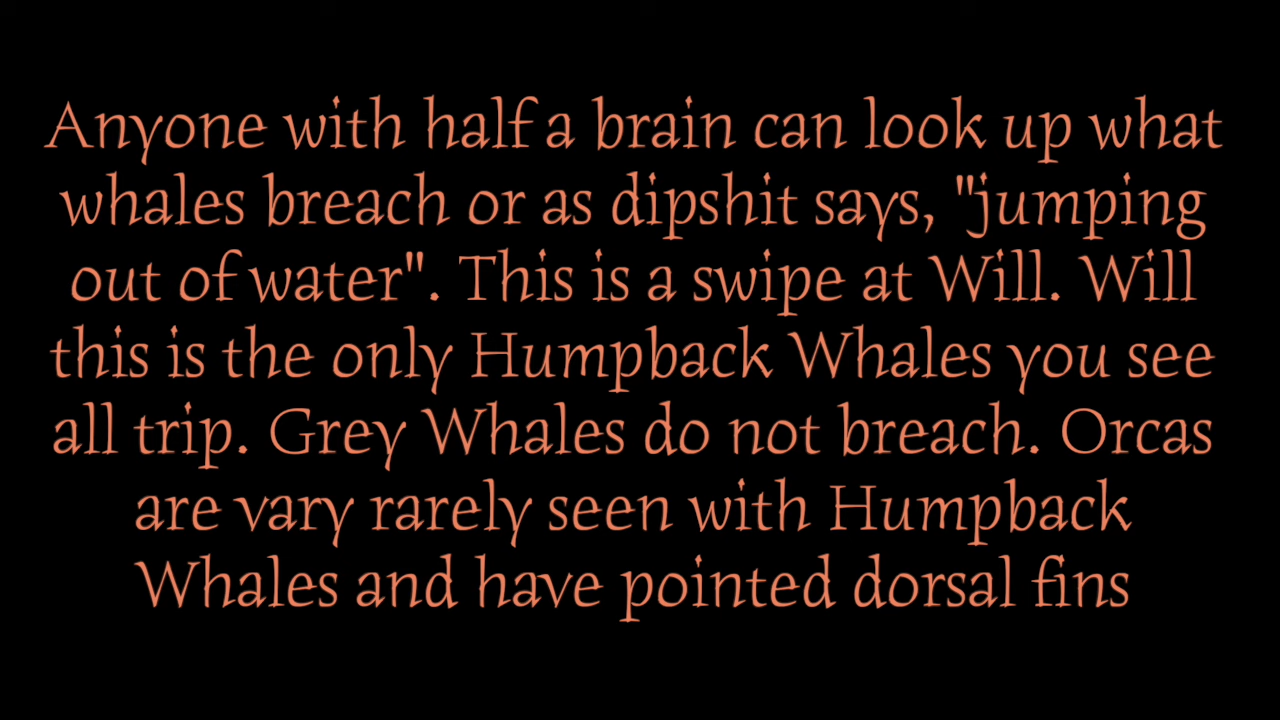 Anyone with half a brain can look up what
whales breach or as dipshit says, "jumping
out of water". This is a swipe at Will. Will
this is the only Humpback Whales you see
all trip. Grey Whales do not breach. Orcas
are vary rarely seen with Humpback
Whales and have pointed dorsal fins